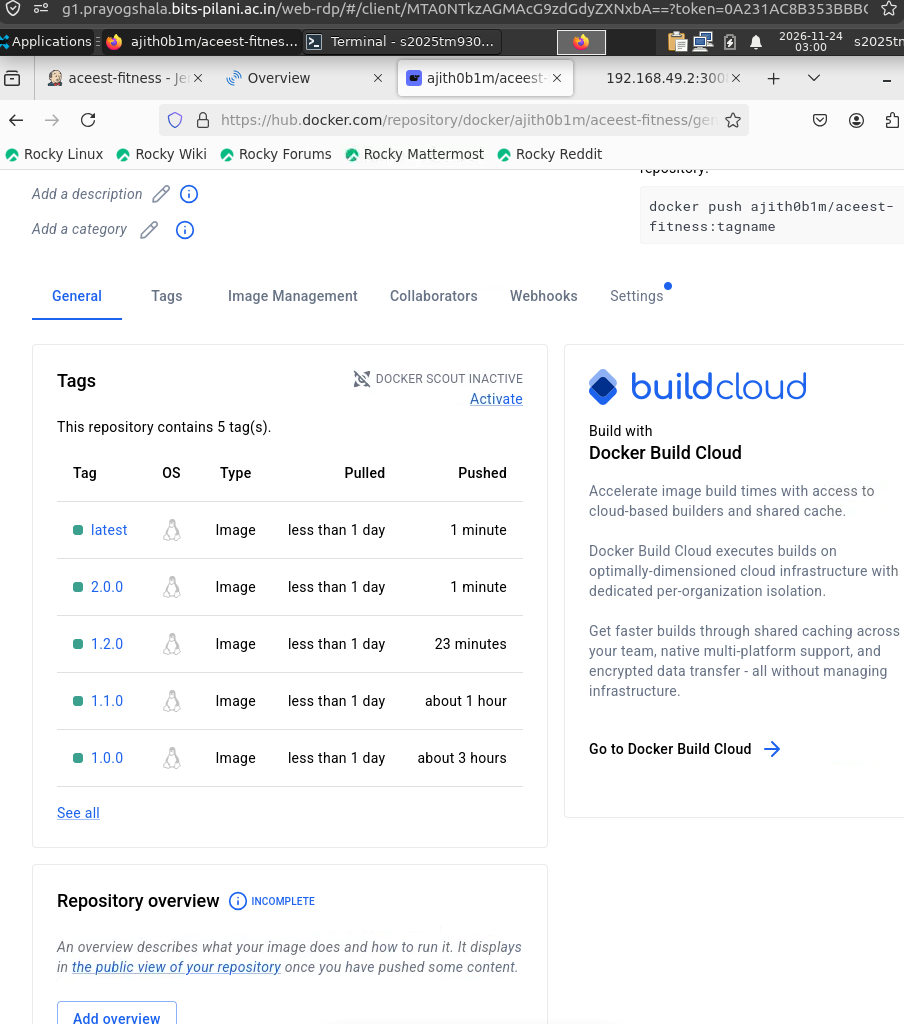 g1.prayogshala.bits-pilani.ac.in/web-rdp/#/client/MTA0NTkzAGMAcG9zdGdyZXNxbA==?token=0A231AC8B353BBB
Applications
ajith0b1m/aceest-fitnes...
Terminal - s2025tm930...
2026-11-24
03:00
s2025tm
aceest-fitness - Je
Overview
ajith0b1m/aceest-
192.168.49.2:300
https://hub.docker.com/repository/docker/ajith0b1m/aceest-fitness/gen
Rocky Linux
Rocky Wiki
Rocky Forums
Rocky Mattermost
Rocky Reddit
repository:
Add a description
docker push ajith0b1m/aceest-
fitness:tagname
Add a category
General
Tags
Image Management
Collaborators
Webhooks
Settings
Tags
DOCKER SCOUT INACTIVE
Activate
This repository contains 5 tag(s).
Tag OS Type Pulled Pushed
latest Image less than 1 day 1 minute
2.0.0 Image less than 1 day 1 minute
1.2.0 Image less than 1 day 23 minutes
1.1.0 Image less than 1 day about 1 hour
1.0.0 Image less than 1 day about 3 hours
See all
buildcloud
Build with
Docker Build Cloud
Accelerate image build times with access to
cloud-based builders and shared cache.
Docker Build Cloud executes builds on
optimally-dimensioned cloud infrastructure with
dedicated per-organization isolation.
Get faster builds through shared caching across
your team, native multi-platform support, and
encrypted data transfer - all without managing
infrastructure.
Go to Docker Build Cloud
Repository overview
INCOMPLETE
An overview describes what your image does and how to run it. It displays
in the public view of your repository once you have pushed some content.
Add overview